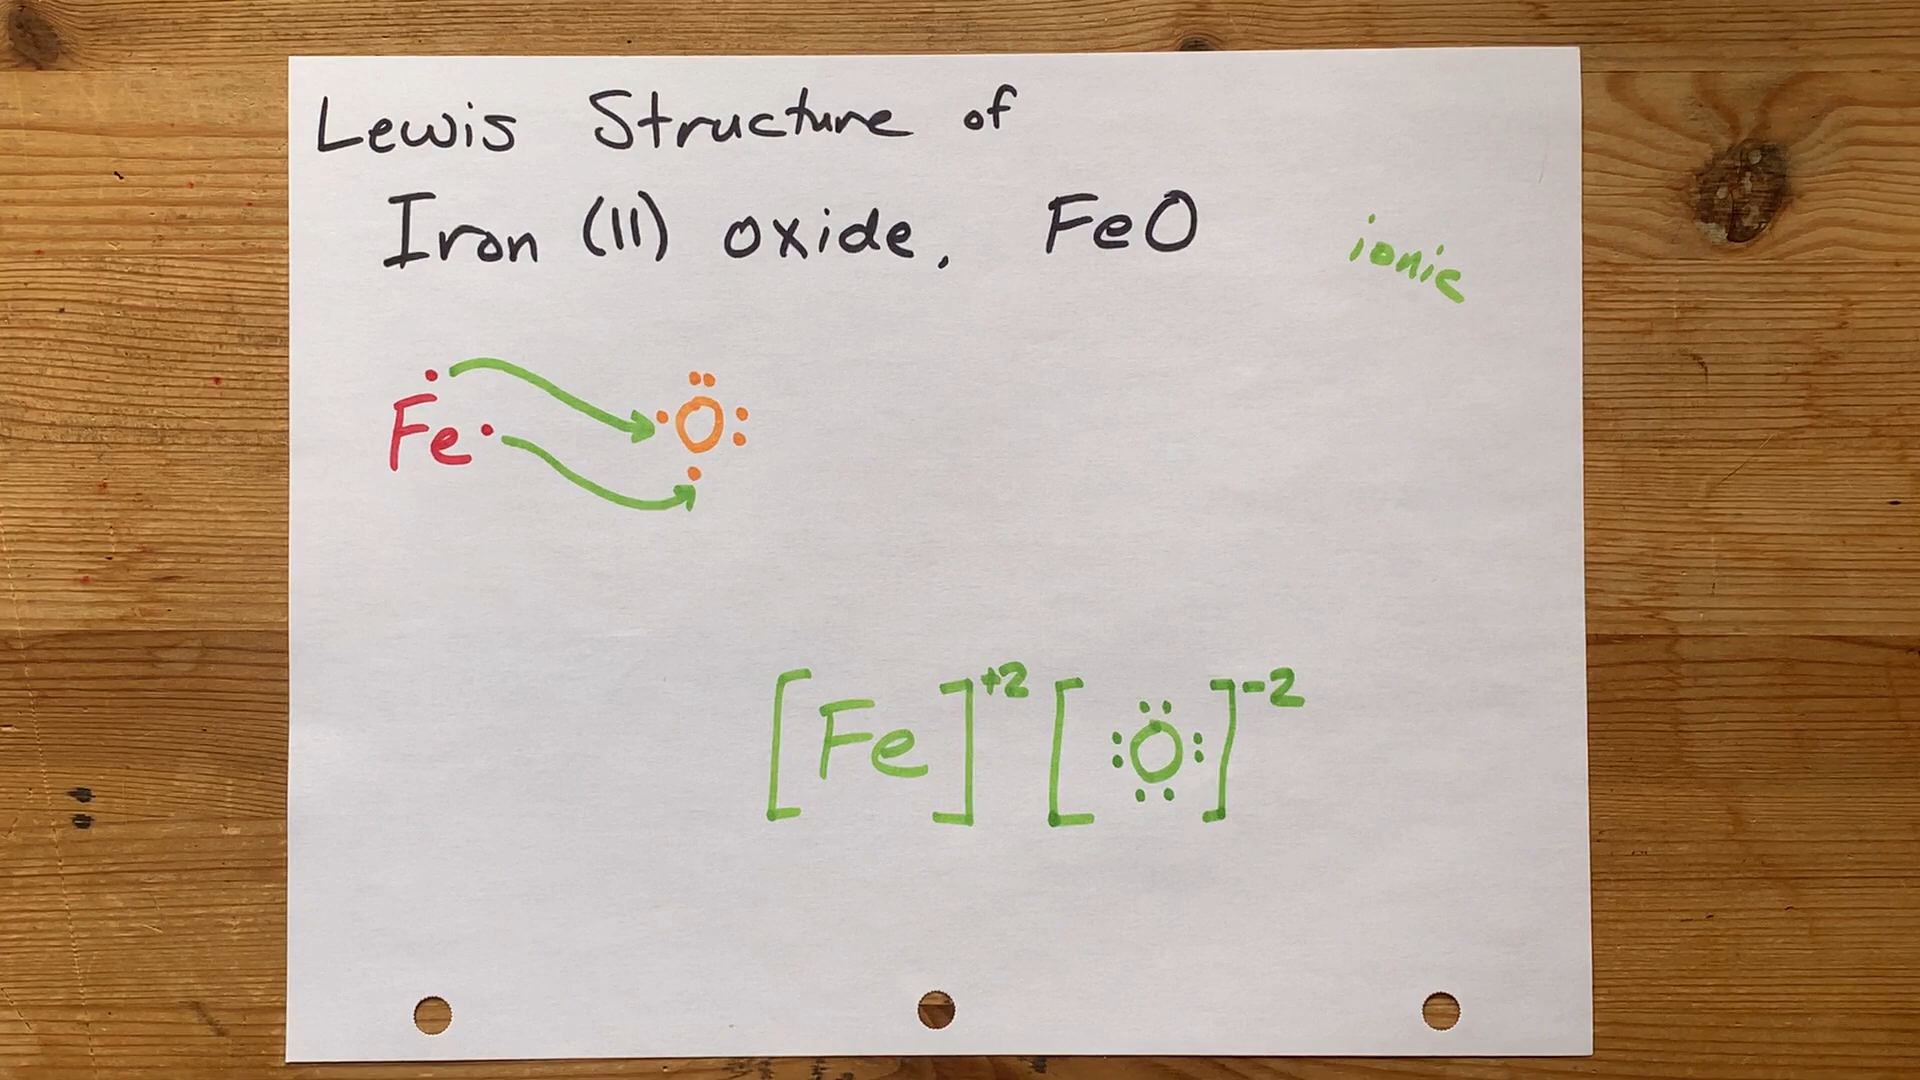 Lewis Structure of
Iron (II) oxide, FeO
ionic
Fe O
[Fe]+2 [O]-2